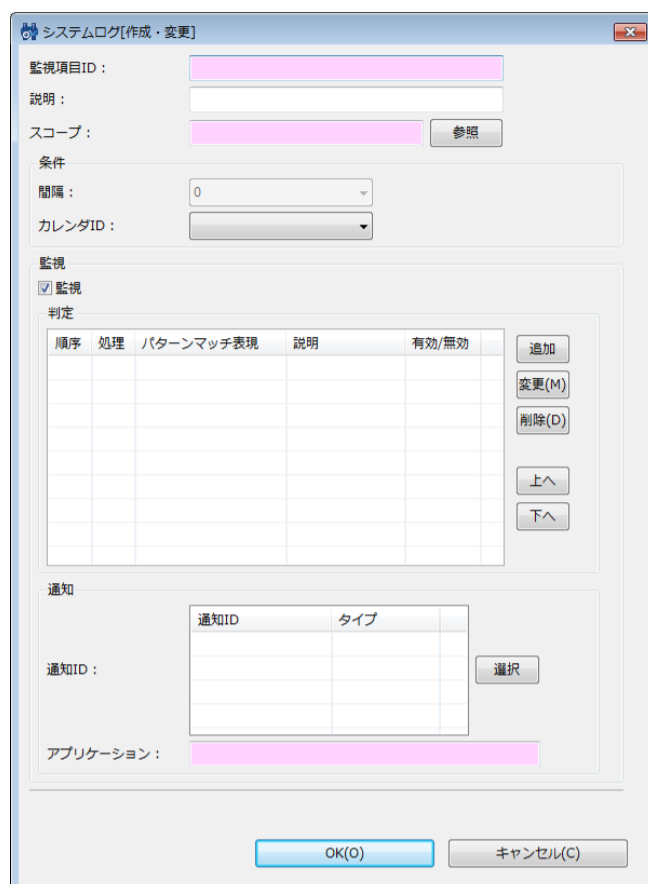 システムログ[作成・変更]
監視項目ID：
説明：
スコープ： 参照
条件
間隔： 0
カレンダID：
監視
監視
判定
順序 処理 パターンマッチ表現 説明 有効/無効
追加
変更(M)
削除(D)
上へ
下へ
通知
通知ID タイプ
通知ID： 選択
アプリケーション：
OK(O) キャンセル(C)